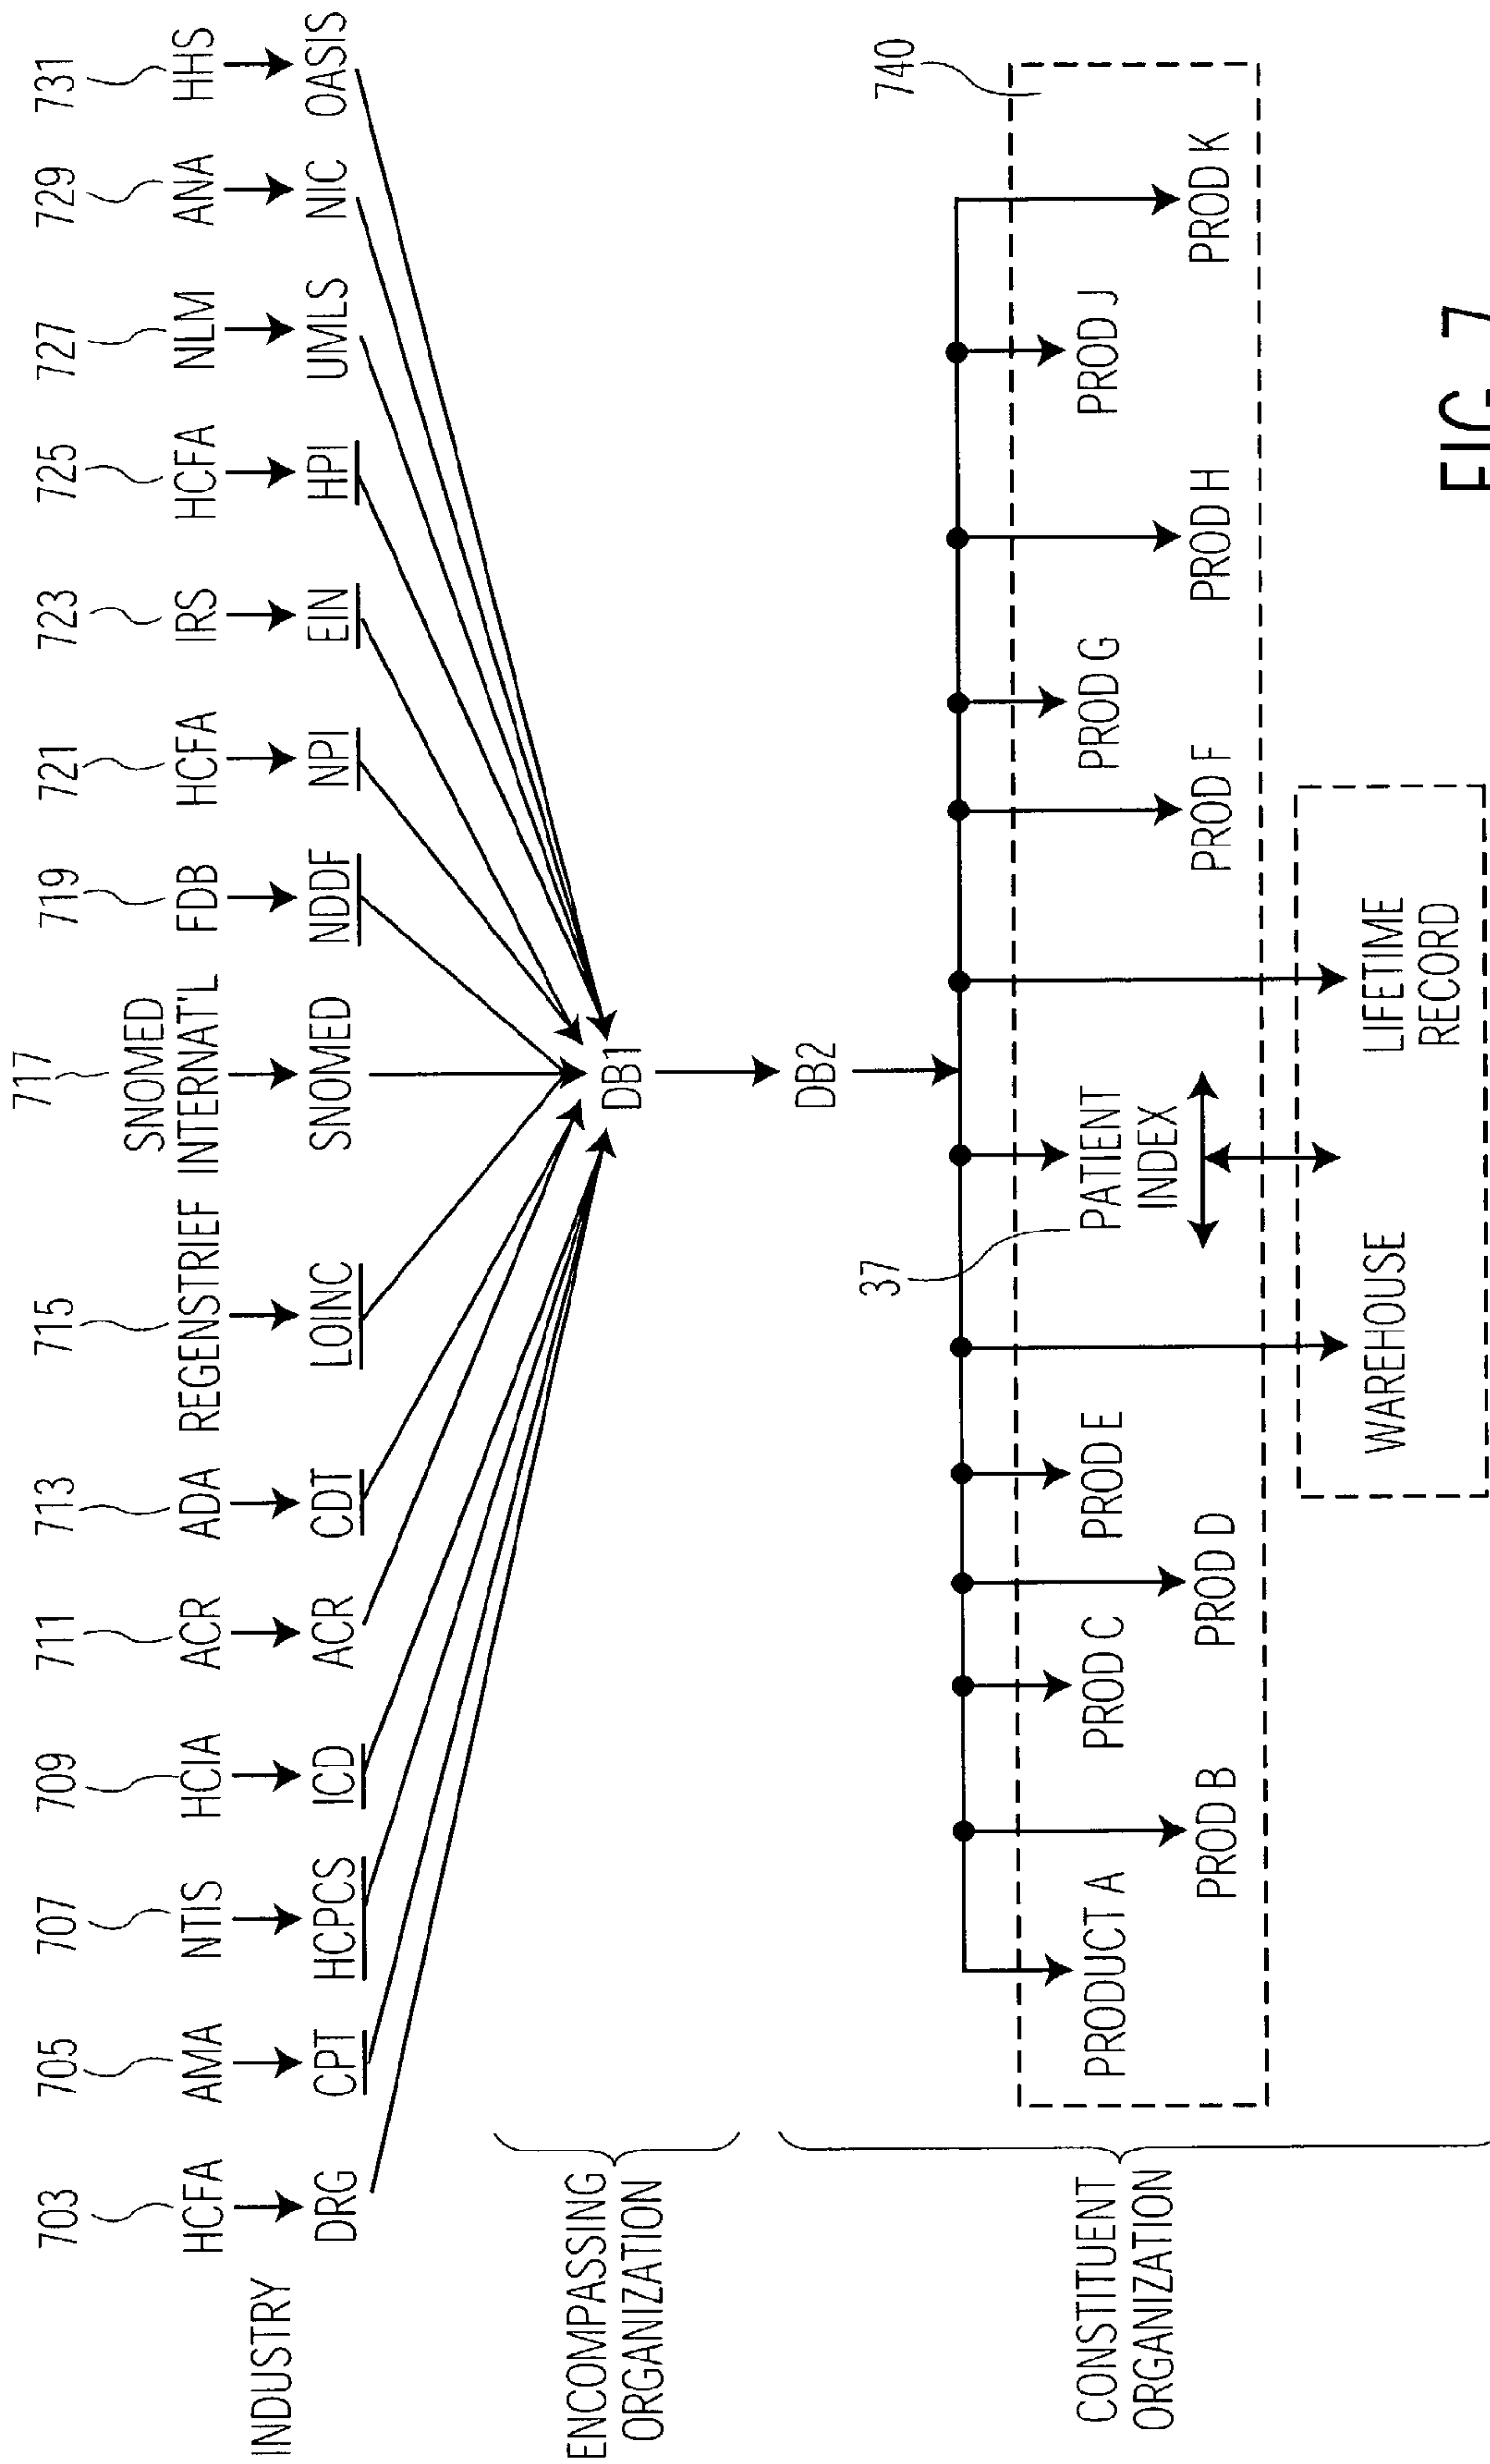 703 705 707 709 711 713 715 717 719 721 723 725 727 729 731
SNOMED
HCFA AMA NTIS HCIA ACR ADA REGENSTRIEF INTERNAT'L FDB HCFA IRS HCFA NLM ANA HHS
INDUSTRY
DRG CPT HCPCS ICD ACR CDT LOINC SNOMED NDDF NPI EIN HPI UMLS NIC OASIS
ENCOMPASSING
ORGANIZATION
DB1
DB2
37
740
CONSTITUENT
ORGANIZATION
PRODUCT A PROD C PROD E PATIENT PROD G PROD J
INDEX
PROD B PROD D PROD F PROD H PROD K
WAREHOUSE LIFETIME
RECORD
FIG. 7